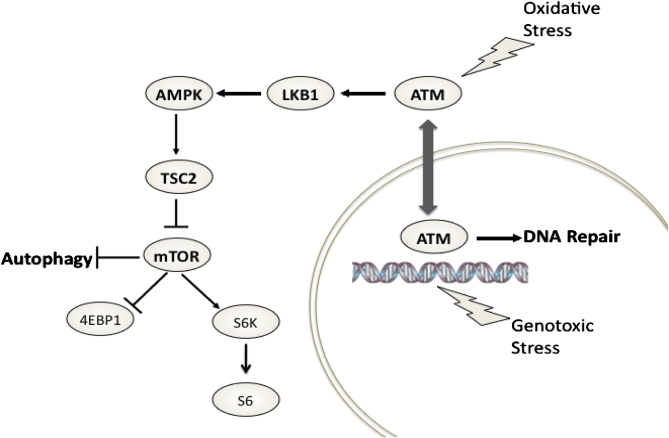 Oxidative
Stress
AMPK
LKB1
ATM
TSC2
ATM
DNA Repair
Autophagy
mTOR
4EBP1
S6K
Genotoxic
Stress
S6